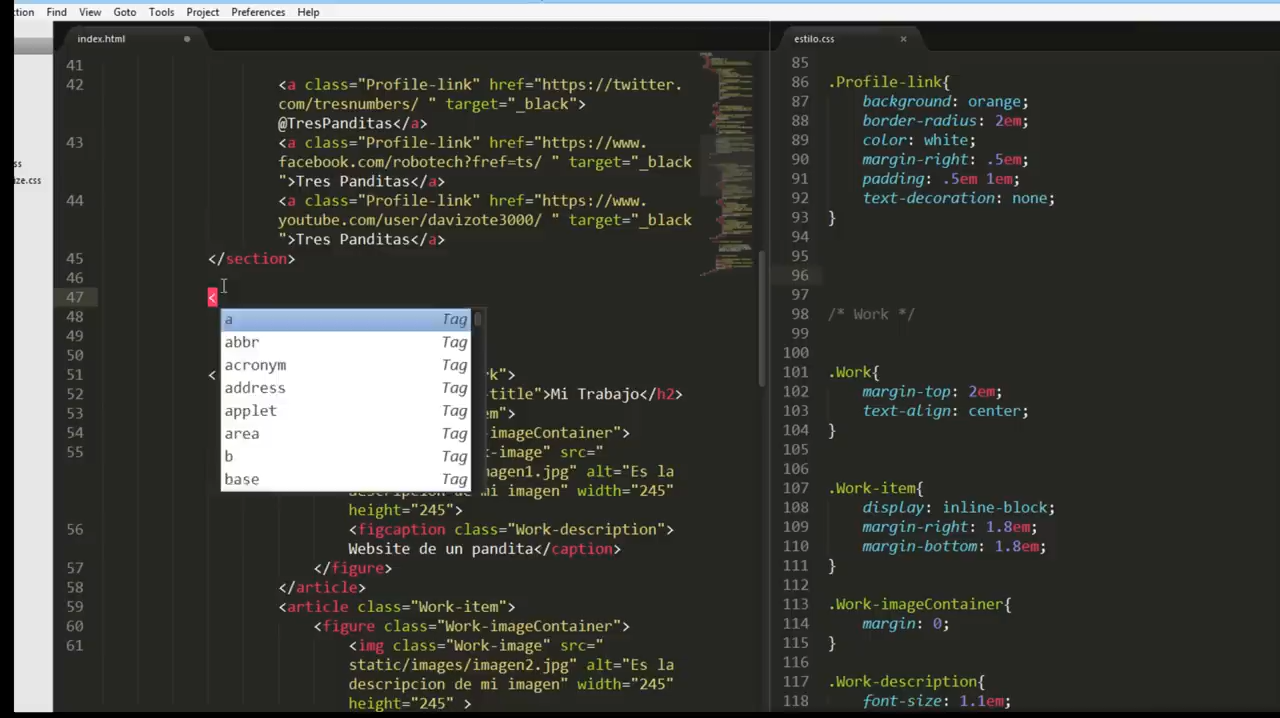 ction Find View Goto Tools Project Preferences Help
index.html
estilo.css
ss
ize.css
41
42 <a class="Profile-link" href="https://twitter.
com/tresnumbers/ " target="_black">
@TresPanditas</a>
43 <a class="Profile-link" href="https://www.
facebook.com/robotech?fref=ts/ " target="_black
">Tres Panditas</a>
44 <a class="Profile-link" href="https://www.
youtube.com/user/davizote3000/ " target="_black
">Tres Panditas</a>
45 </section>
46
47 <
a Tag
abbr Tag
acronym Tag
address Tag
applet Tag
area Tag
b Tag
base Tag
48
49
50
51 < k">
52 -title">Mi Trabajo</h2>
53 em">
54 -imageContainer">
55 -image" src="
magen1.jpg" alt="Es la
descripcion de mi imagen" width="245"
height="245">
56 <figcaption class="Work-description">
Website de un pandita</caption>
57 </figure>
58 </article>
59 <article class="Work-item">
60 <figure class="Work-imageContainer">
61 <img class="Work-image" src="
static/images/imagen2.jpg" alt="Es la
descripcion de mi imagen" width="245"
height="245" >
85
86 .Profile-link{
87 background: orange;
88 border-radius: 2em;
89 color: white;
90 margin-right: .5em;
91 padding: .5em 1em;
92 text-decoration: none;
93 }
94
95
96
97
98 /* Work */
99
100
101 .Work{
102 margin-top: 2em;
103 text-align: center;
104 }
105
106
107 .Work-item{
108 display: inline-block;
109 margin-right: 1.8em;
110 margin-bottom: 1.8em;
111 }
112
113 .Work-imageContainer{
114 margin: 0;
115 }
116
117 .Work-description{
118 font-size: 1.1em;